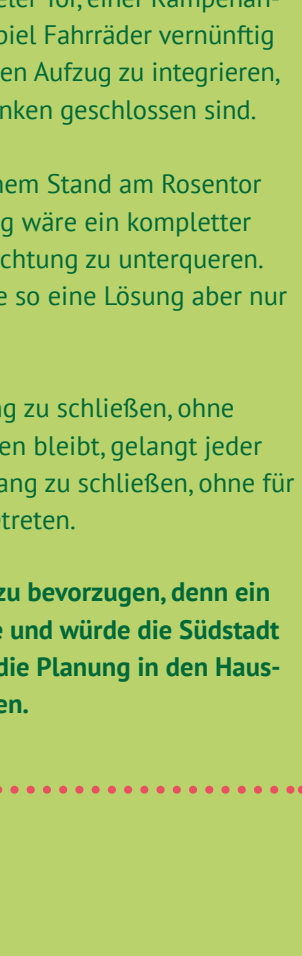 eler Tor, einer Rampenan-
piel Fahrräder vernünftig
en Aufzug zu integrieren,
nken geschlossen sind.
nem Stand am Rosentor
g wäre ein kompletter
chtung zu unterqueren.
e so eine Lösung aber nur
ng zu schließen, ohne
en bleibt, gelangt jeder
ang zu schließen, ohne für
etreten.
zu bevorzugen, denn ein
e und würde die Südstadt
die Planung in den Haus-
en.